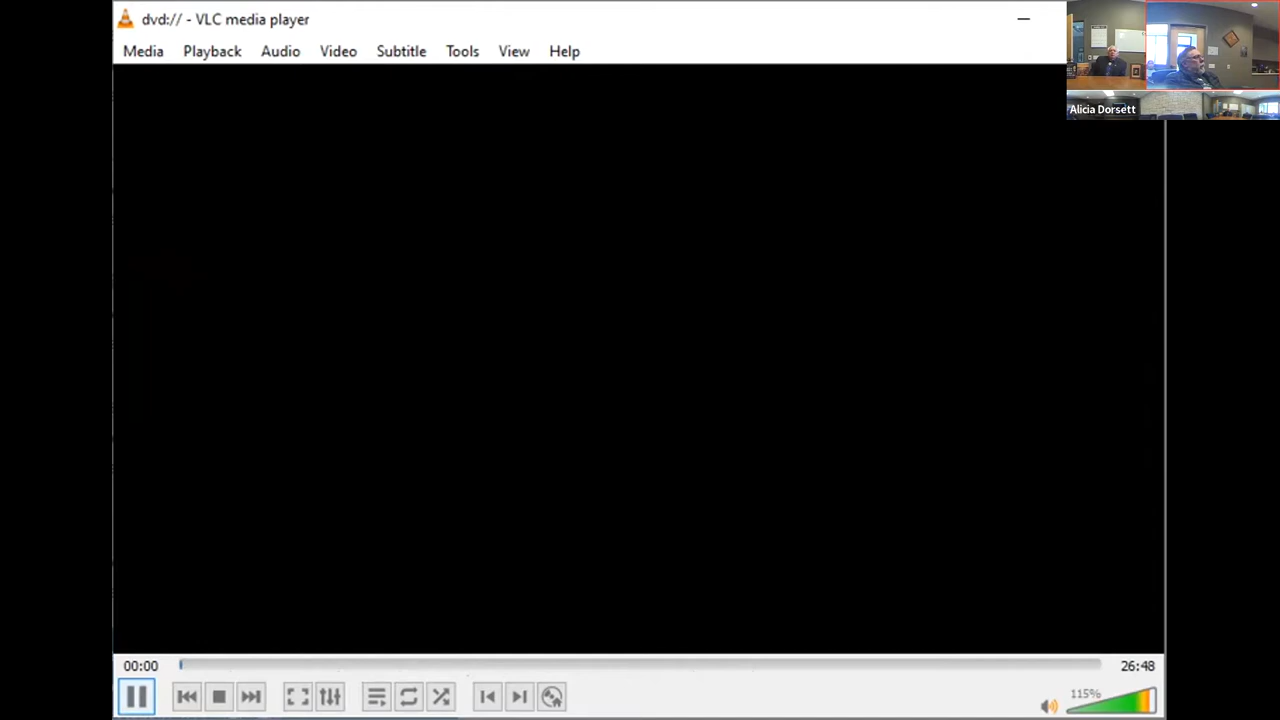 dvd:// - VLC media player
Media Playback Audio Video Subtitle Tools View Help
Alicia Dorsett
00:00
26:48
115%